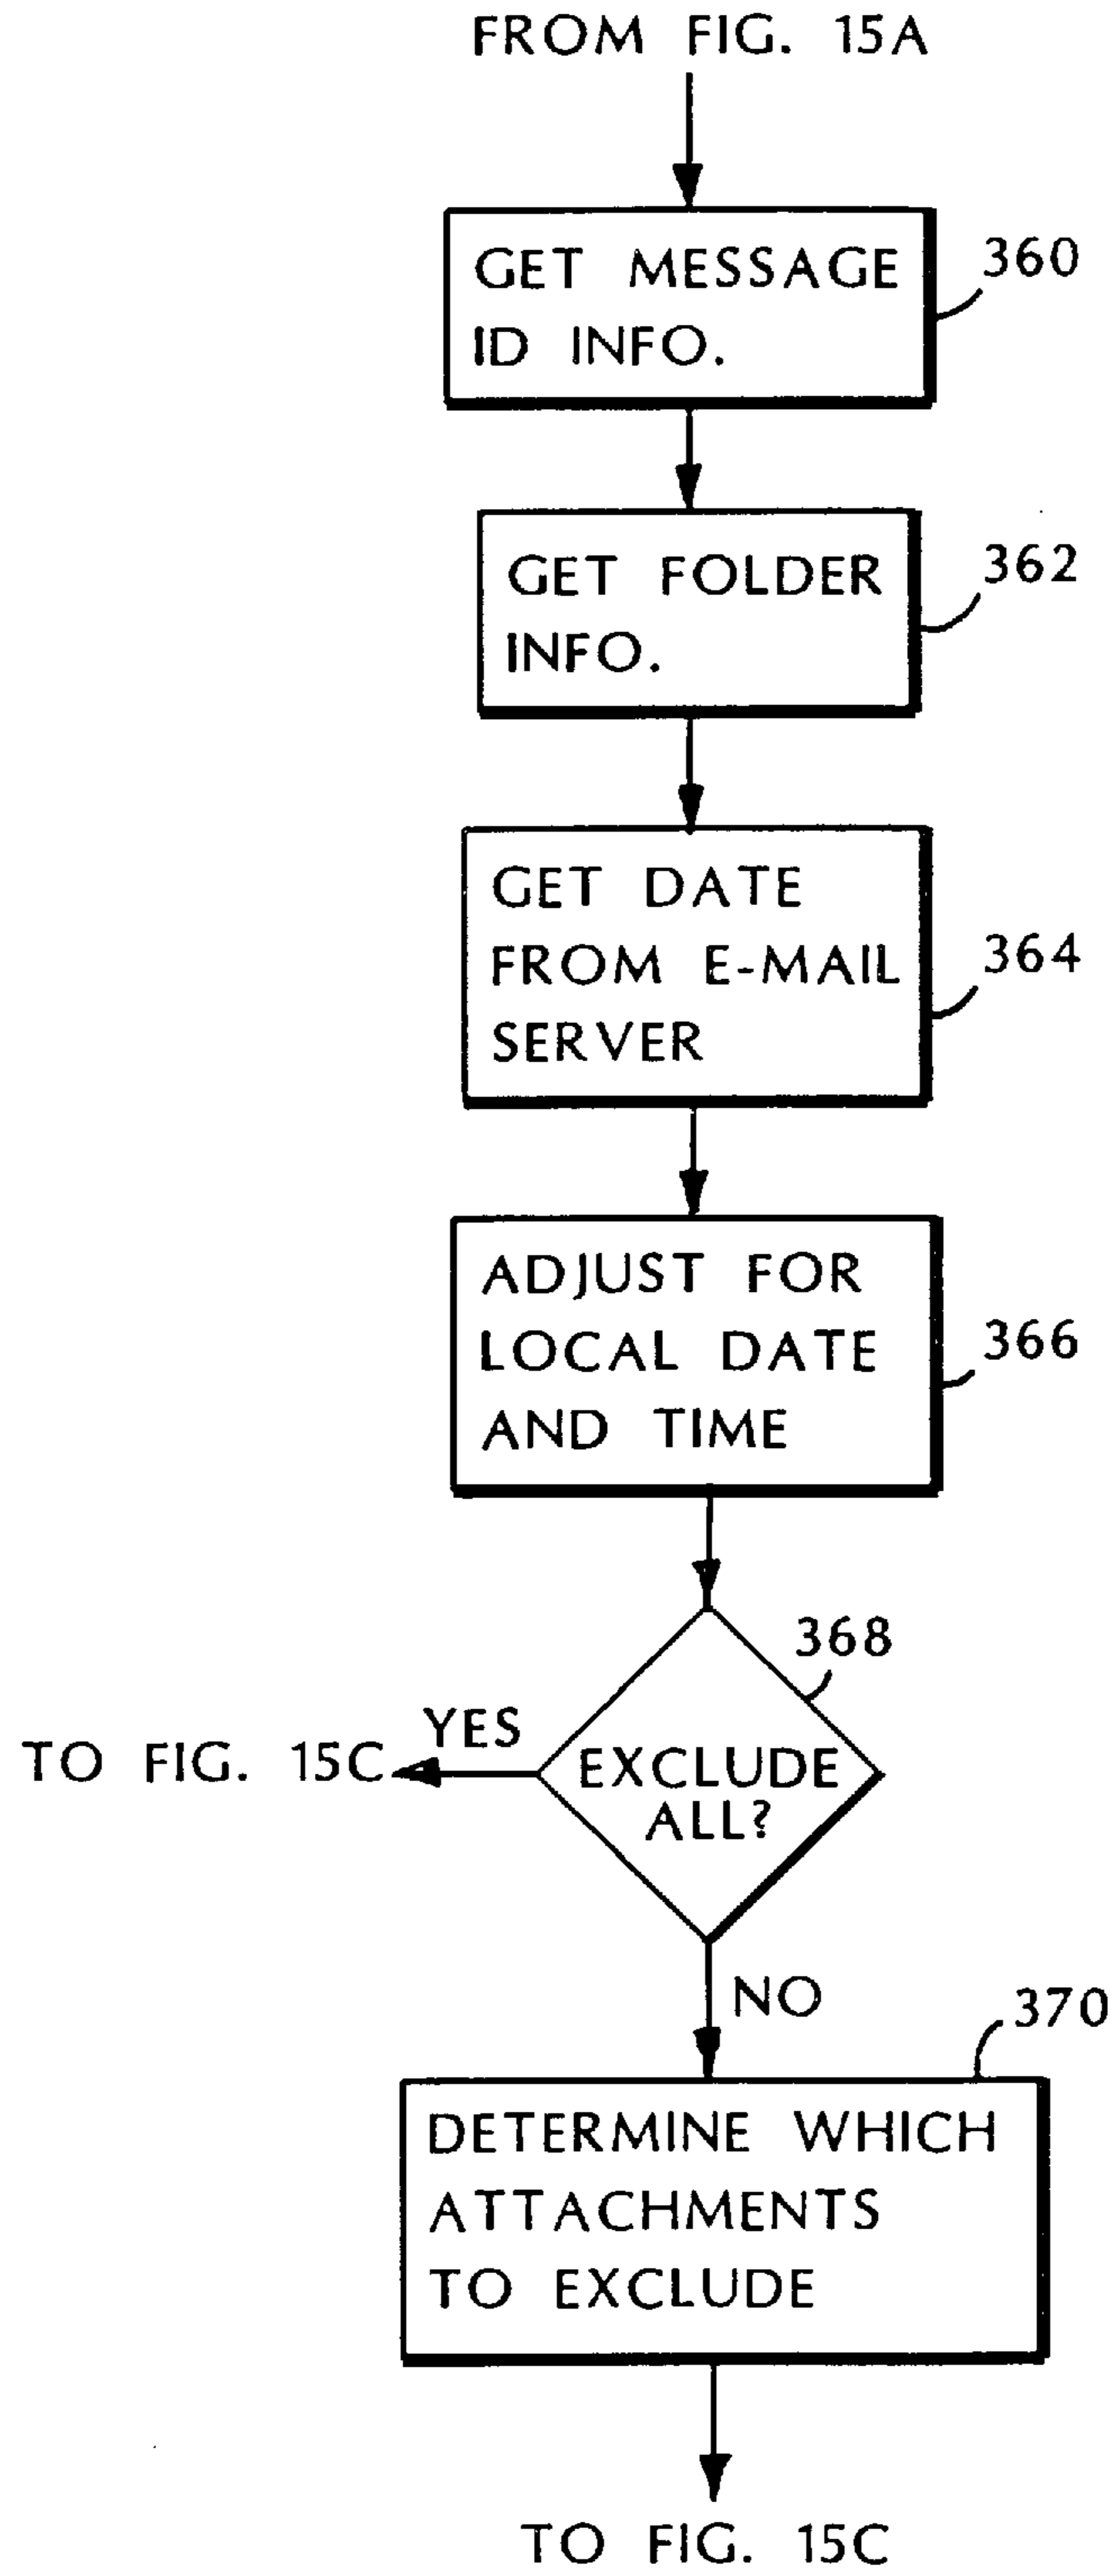 FROM FIG. 15A
GET MESSAGE
ID INFO.
360
GET FOLDER
INFO.
362
GET DATE
FROM E-MAIL
SERVER
364
ADJUST FOR
LOCAL DATE
AND TIME
366
368
EXCLUDE
ALL?
YES
TO FIG. 15C
NO
370
DETERMINE WHICH
ATTACHMENTS
TO EXCLUDE
TO FIG. 15C